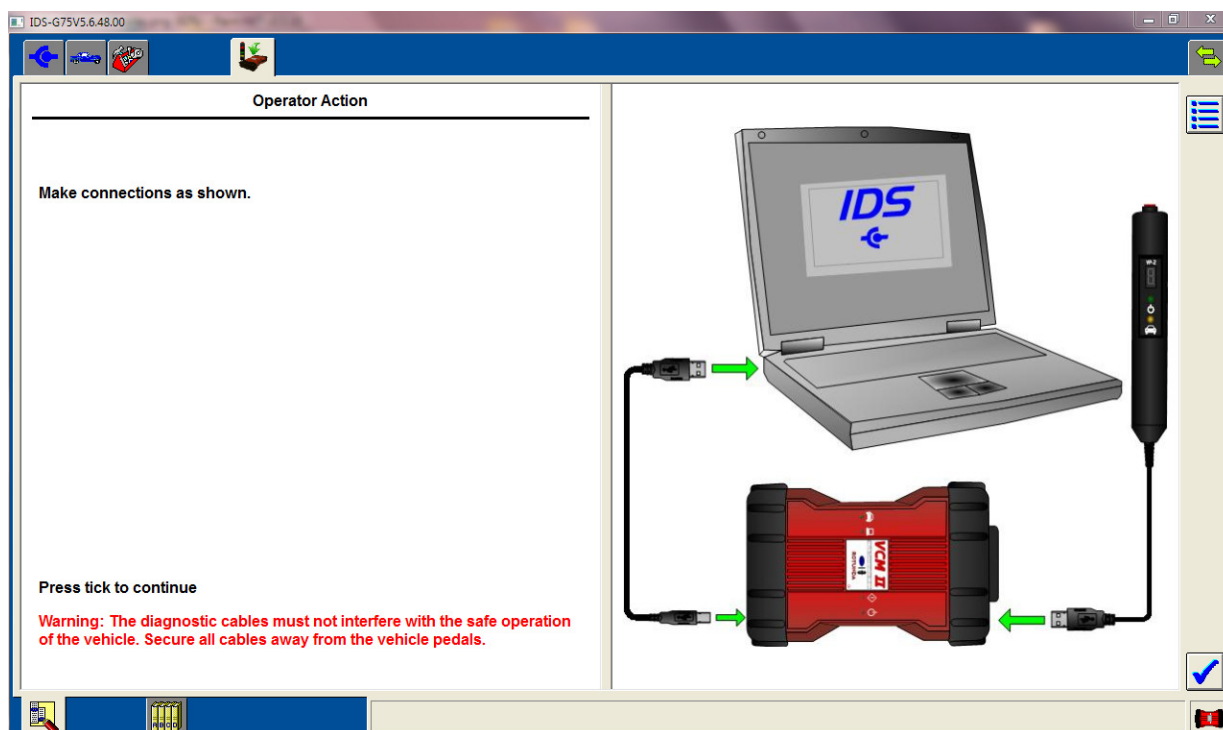 IDS-G75V5.6.48.00
Operator Action
Make connections as shown.
IDS
VCM II
ROTUNDA
Press tick to continue
Warning: The diagnostic cables must not interfere with the safe operation
of the vehicle. Secure all cables away from the vehicle pedals.
A B C D